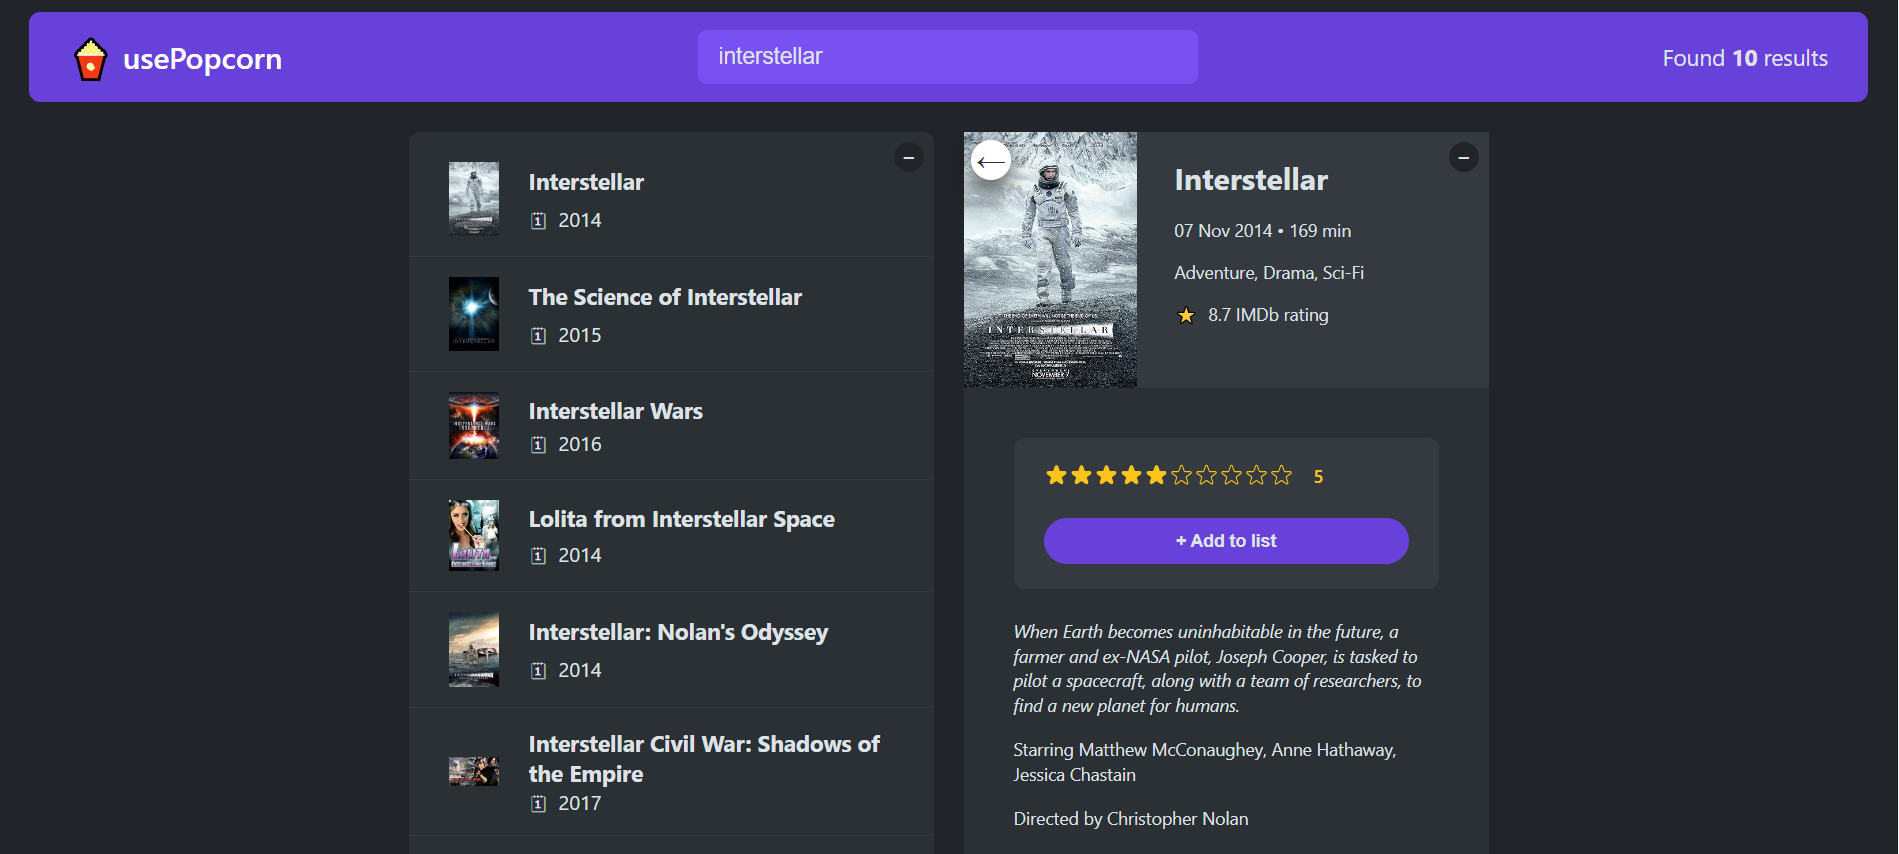 usePopcorn
interstellar
Found 10 results
Interstellar
2014
The Science of Interstellar
2015
Interstellar Wars
2016
Lolita from Interstellar Space
2014
Interstellar: Nolan's Odyssey
2014
Interstellar Civil War: Shadows of
the Empire
2017
INTERSTELLAR
NOVEMBER 7
Interstellar
07 Nov 2014 • 169 min
Adventure, Drama, Sci-Fi
8.7 IMDb rating
5
+ Add to list
When Earth becomes uninhabitable in the future, a
farmer and ex-NASA pilot, Joseph Cooper, is tasked to
pilot a spacecraft, along with a team of researchers, to
find a new planet for humans.
Starring Matthew McConaughey, Anne Hathaway,
Jessica Chastain
Directed by Christopher Nolan